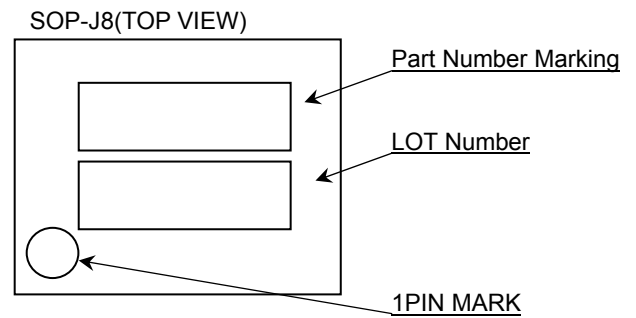 SOP-J8(TOP VIEW)
Part Number Marking
LOT Number
1PIN MARK